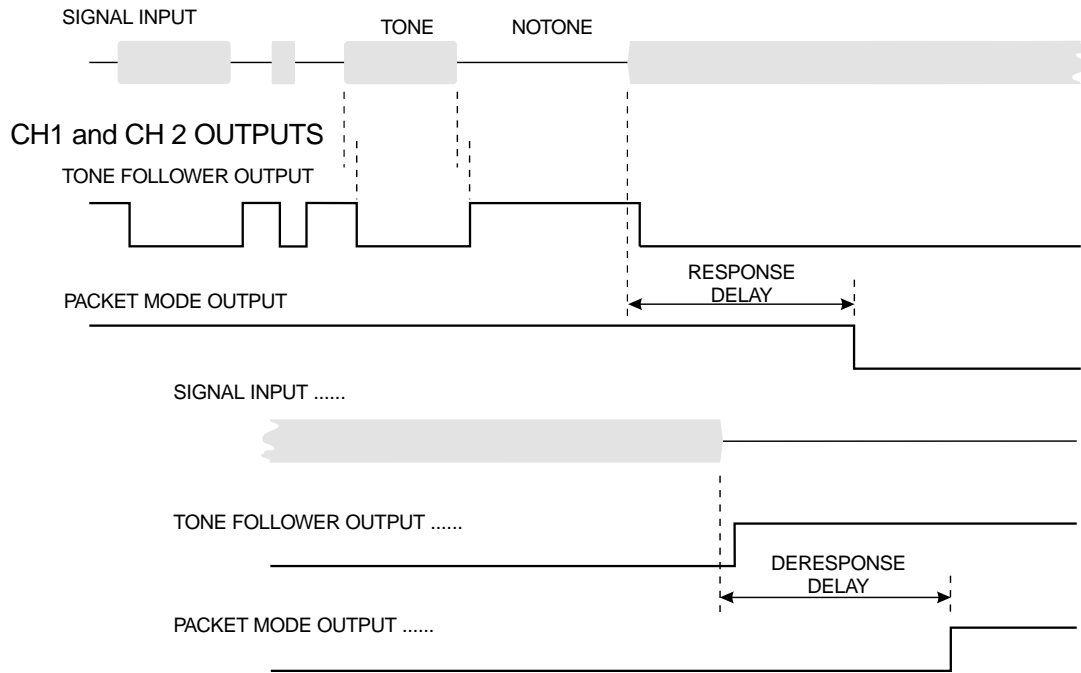 SIGNAL INPUT
TONE
NOTONE
CH1 and CH 2 OUTPUTS
TONE FOLLOWER OUTPUT
RESPONSE
DELAY
PACKET MODE OUTPUT
SIGNAL INPUT ......
TONE FOLLOWER OUTPUT ......
DERESPONSE
DELAY
PACKET MODE OUTPUT ......